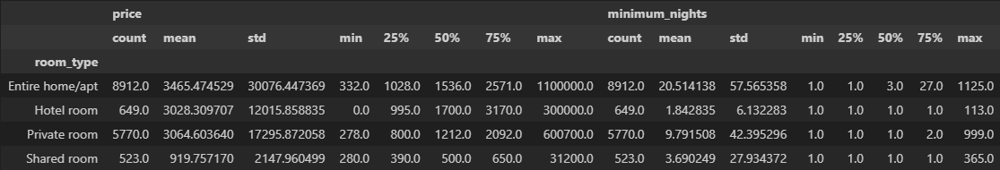 price minimum_nights
count mean std min 25% 50% 75% max count mean std min 25% 50% 75% max
room_type
Entire home/apt 8912.0 3465.474529 30076.447369 332.0 1028.0 1536.0 2571.0 1100000.0 8912.0 20.514138 57.565358 1.0 1.0 3.0 27.0 1125.0
Hotel room 649.0 3028.309707 12015.858835 0.0 995.0 1700.0 3170.0 300000.0 649.0 1.842835 6.132283 1.0 1.0 1.0 1.0 113.0
Private room 5770.0 3064.603640 17295.872058 278.0 800.0 1212.0 2092.0 600700.0 5770.0 9.791508 42.395296 1.0 1.0 1.0 2.0 999.0
Shared room 523.0 919.757170 2147.960499 280.0 390.0 500.0 650.0 31200.0 523.0 3.690249 27.934372 1.0 1.0 1.0 1.0 365.0